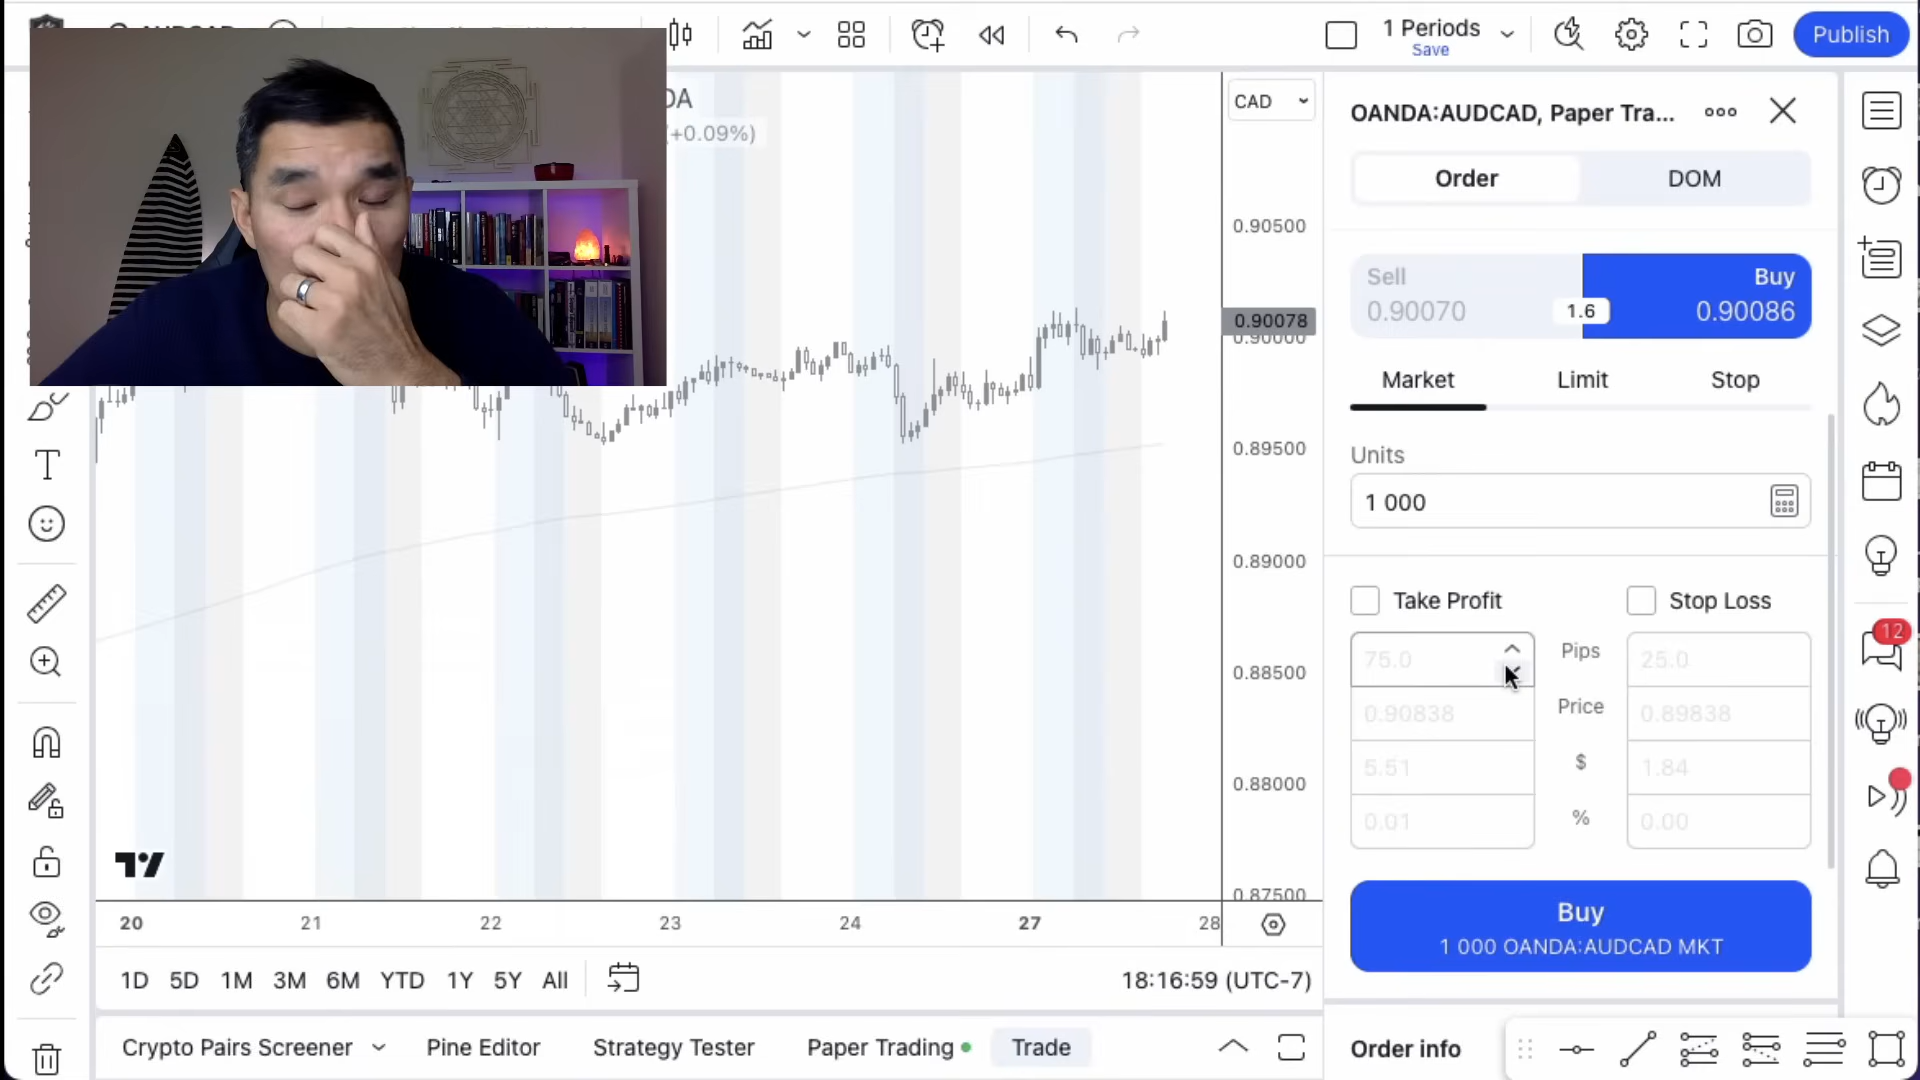 1 Periods
Save
Publish
DA
(+0.09%)
CAD
0.90500
0.90078
0.90000
0.89500
0.89000
0.88500
0.88000
0.87500
20 21 22 23 24 27 28
1D 5D 1M 3M 6M YTD 1Y 5Y All
18:16:59 (UTC-7)
Crypto Pairs Screener Pine Editor Strategy Tester Paper Trading Trade
OANDA:AUDCAD, Paper Tra...
Order DOM
Sell Buy
0.90070 1.6 0.90086
Market Limit Stop
Units
1 000
Take Profit Stop Loss
75.0 Pips 25.0
0.90838 Price 0.89838
5.51 $ 1.84
0.01 % 0.00
Buy
1 000 OANDA:AUDCAD MKT
Order info
12